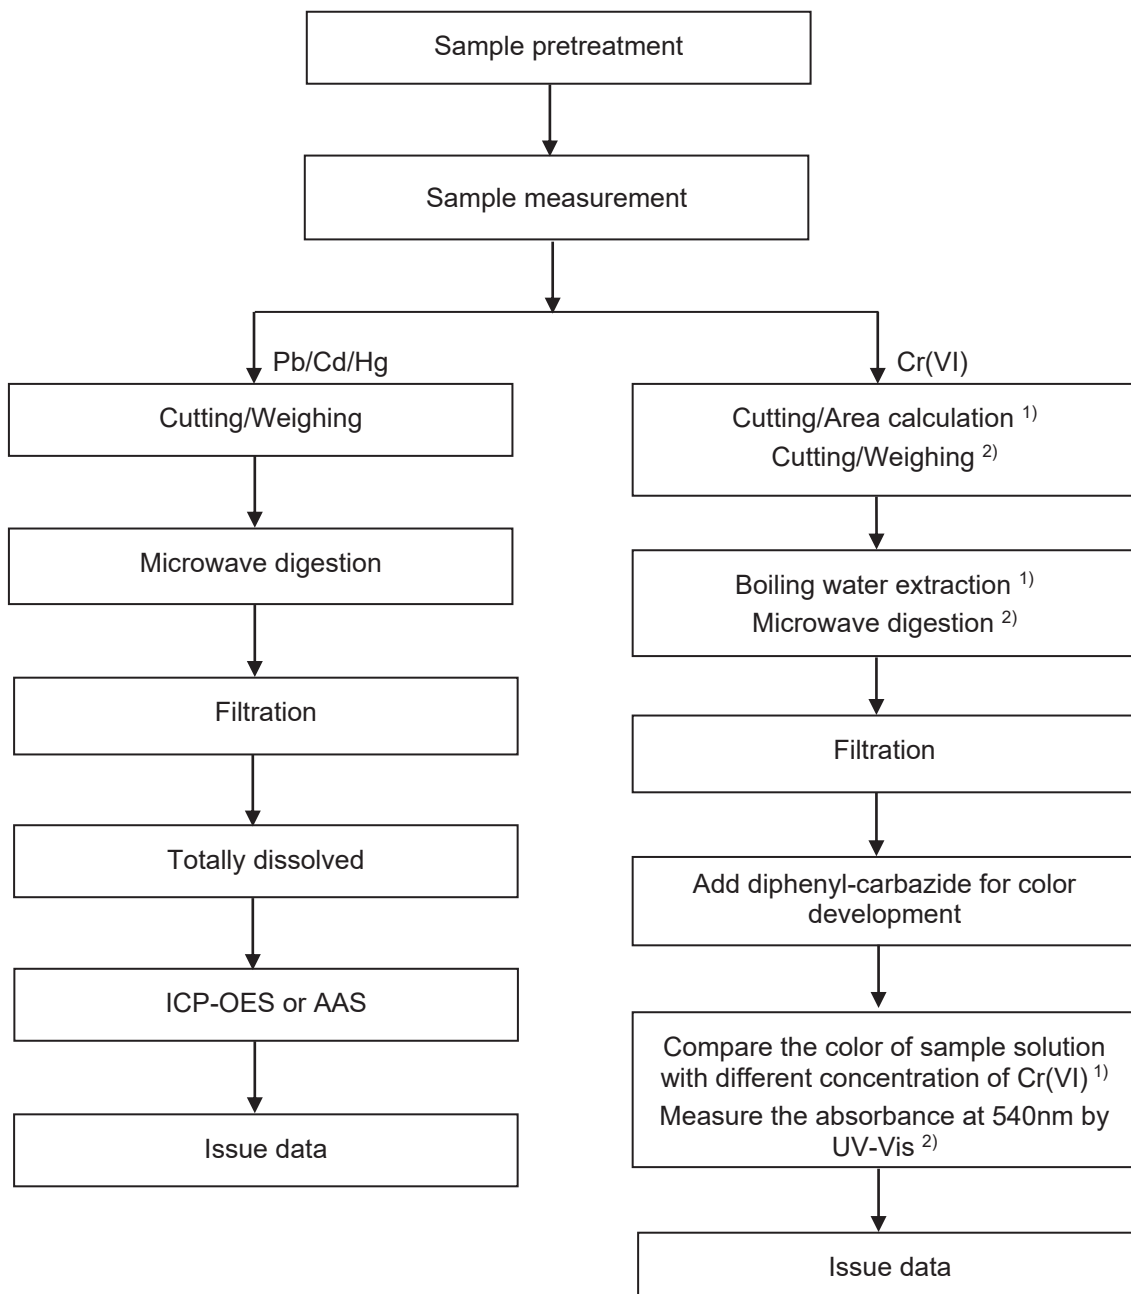 Sample pretreatment
Sample measurement
Pb/Cd/Hg
Cutting/Weighing
Microwave digestion
Filtration
Totally dissolved
ICP-OES or AAS
Issue data
Cr(VI)
Cutting/Area calculation 1)
Cutting/Weighing 2)
Boiling water extraction 1)
Microwave digestion 2)
Filtration
Add diphenyl-carbazide for color
development
Compare the color of sample solution
with different concentration of Cr(VI) 1)
Measure the absorbance at 540nm by
UV-Vis 2)
Issue data